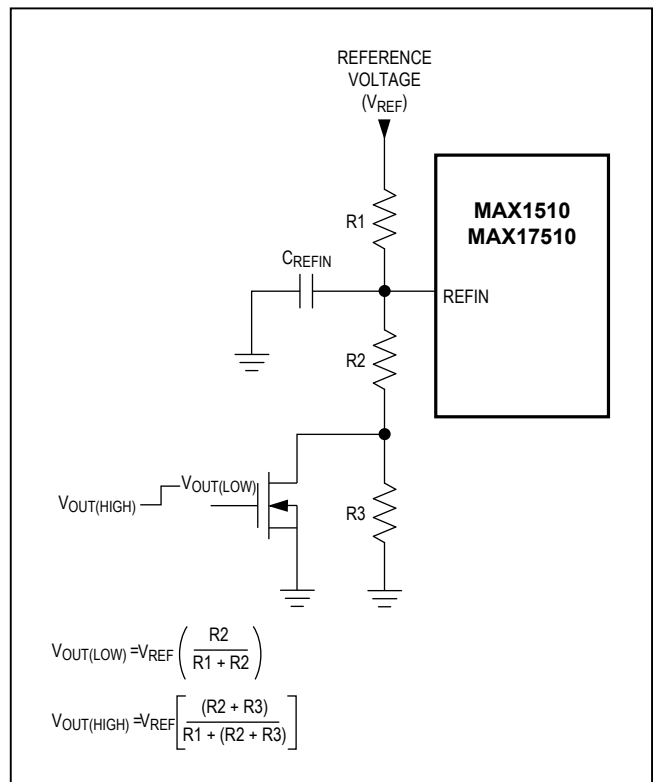 REFERENCE
VOLTAGE
(VREF)
R1
MAX1510
MAX17510
CREFIN
REFIN
R2
VOUT(LOW)
VOUT(HIGH)
R3
VOUT(LOW) =VREF ( R2 / R1 + R2 )
VOUT(HIGH) =VREF [ (R2 + R3) / R1 + (R2 + R3) ]